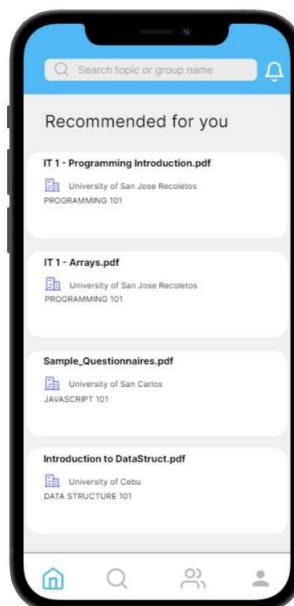 Search topic or group name
Recommended for you
IT 1 - Programming Introduction.pdf
University of San Jose Recoletos
PROGRAMMING 101
IT 1 - Arrays.pdf
University of San Jose Recoletos
PROGRAMMING 101
Sample_Questionnaires.pdf
University of San Carlos
JAVASCRIPT 101
Introduction to DataStruct.pdf
University of Cebu
DATA STRUCTURE 101